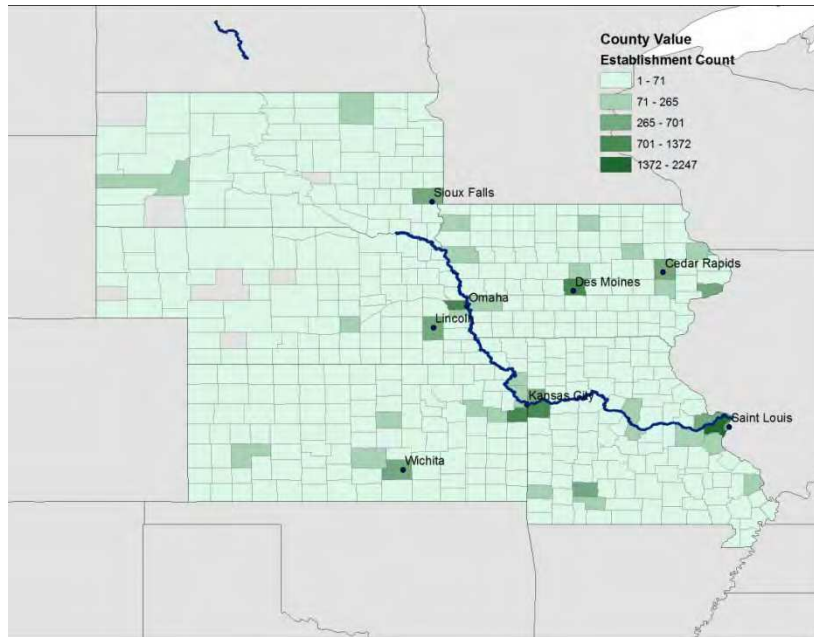 County Value
Establishment Count
1 - 71
71 - 265
265 - 701
701 - 1372
1372 - 2247
Sioux Falls
Cedar Rapids
Des Moines
Omaha
Lincoln
Kansas City
Saint Louis
Wichita